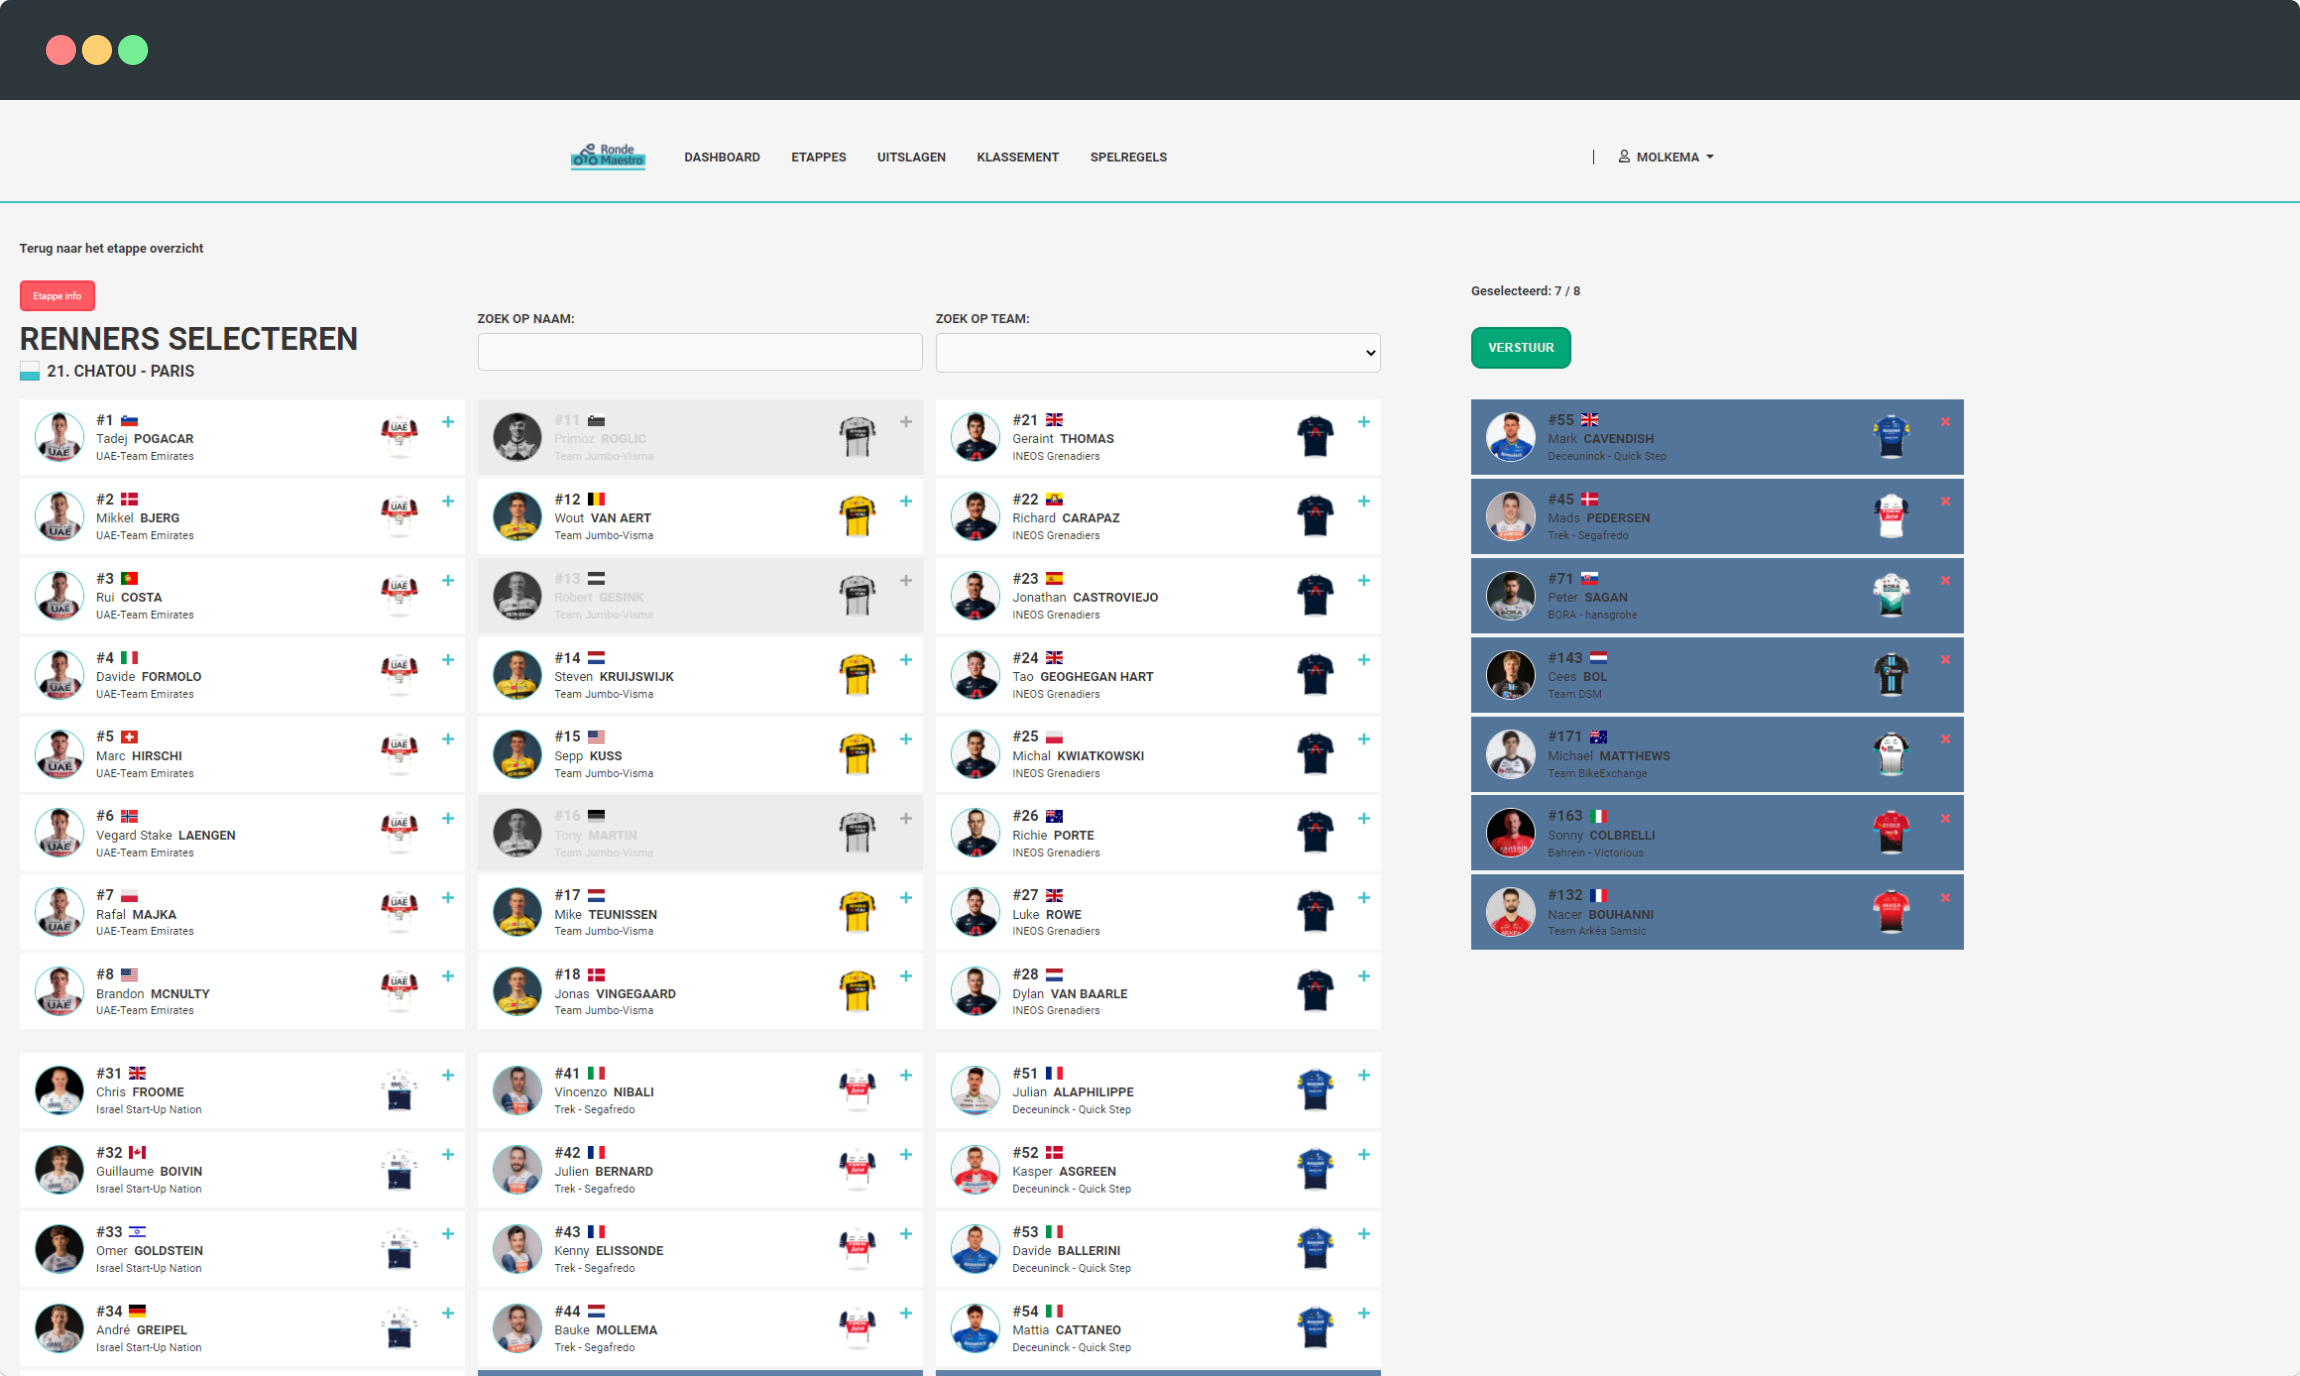 Ronde
Maestro
DASHBOARD
ETAPPES
UITSLAGEN
KLASSEMENT
SPELREGELS
MOLKEMA
Terug naar het etappe overzicht
Etappe info
RENNERS SELECTEREN
21. CHATOU - PARIS
ZOEK OP NAAM:
ZOEK OP TEAM:
Geselecteerd: 7 / 8
VERSTUUR
#1
Tadej POGACAR
UAE-Team Emirates
#2
Mikkel BJERG
UAE-Team Emirates
#3
Rui COSTA
UAE-Team Emirates
#4
Davide FORMOLO
UAE-Team Emirates
#5
Marc HIRSCHI
UAE-Team Emirates
#6
Vegard Stake LAENGEN
UAE-Team Emirates
#7
Rafal MAJKA
UAE-Team Emirates
#8
Brandon MCNULTY
UAE-Team Emirates
#11
Primoz ROGLIC
Team Jumbo-Visma
#12
Wout VAN AERT
Team Jumbo-Visma
#13
Robert GESINK
Team Jumbo-Visma
#14
Steven KRUIJSWIJK
Team Jumbo-Visma
#15
Sepp KUSS
Team Jumbo-Visma
#16
Tony MARTIN
Team Jumbo-Visma
#17
Mike TEUNISSEN
Team Jumbo-Visma
#18
Jonas VINGEGAARD
Team Jumbo-Visma
#21
Geraint THOMAS
INEOS Grenadiers
#22
Richard CARAPAZ
INEOS Grenadiers
#23
Jonathan CASTROVIEJO
INEOS Grenadiers
#24
Tao GEOGHEGAN HART
INEOS Grenadiers
#25
Michal KWIATKOWSKI
INEOS Grenadiers
#26
Richie PORTE
INEOS Grenadiers
#27
Luke ROWE
INEOS Grenadiers
#28
Dylan VAN BAARLE
INEOS Grenadiers
#31
Chris FROOME
Israel Start-Up Nation
#32
Guillaume BOIVIN
Israel Start-Up Nation
#33
Omer GOLDSTEIN
Israel Start-Up Nation
#34
André GREIPEL
Israel Start-Up Nation
#41
Vincenzo NIBALI
Trek - Segafredo
#42
Julien BERNARD
Trek - Segafredo
#43
Kenny ELISSONDE
Trek - Segafredo
#44
Bauke MOLLEMA
Trek - Segafredo
#51
Julian ALAPHILIPPE
Deceuninck - Quick Step
#52
Kasper ASGREEN
Deceuninck - Quick Step
#53
Davide BALLERINI
Deceuninck - Quick Step
#54
Mattia CATTANEO
Deceuninck - Quick Step
#55
Mark CAVENDISH
Deceuninck - Quick Step
#45
Mads PEDERSEN
Trek - Segafredo
#71
Peter SAGAN
BORA - hansgrohe
#143
Cees BOL
Team DSM
#171
Michael MATTHEWS
Team BikeExchange
#163
Sonny COLBRELLI
Bahrein - Victorious
#132
Nacer BOUHANNI
Team Arkéa Samsic